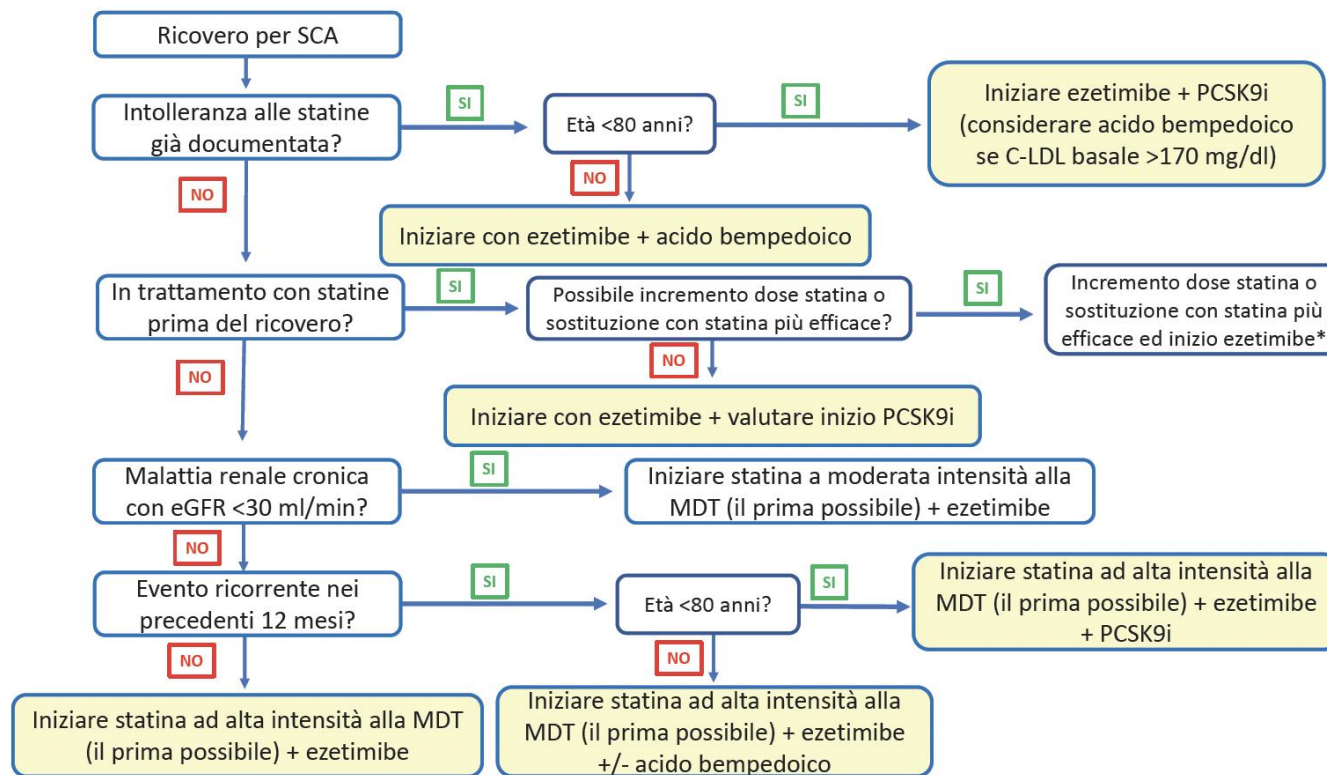 Ricovero per SCA
Intolleranza alle statine
già documentata?
SI
Età <80 anni?
SI
Iniziare ezetimibe + PCSK9i
(considerare acido bempedoico
se C-LDL basale >170 mg/dl)
NO
NO
Iniziare con ezetimibe + acido bempedoico
In trattamento con statine
prima del ricovero?
SI
Possibile incremento dose statina o
sostituzione con statina più efficace?
SI
Incremento dose statina o
sostituzione con statina più
efficace ed inizio ezetimibe*
NO
NO
Iniziare con ezetimibe + valutare inizio PCSK9i
Malattia renale cronica
con eGFR <30 ml/min?
SI
Iniziare statina a moderata intensità alla
MDT (il prima possibile) + ezetimibe
NO
Evento ricorrente nei
precedenti 12 mesi?
SI
Età <80 anni?
SI
Iniziare statina ad alta intensità alla
MDT (il prima possibile) + ezetimibe
+ PCSK9i
NO
NO
Iniziare statina ad alta intensità alla MDT
(il prima possibile) + ezetimibe
Iniziare statina ad alta intensità alla
MDT (il prima possibile) + ezetimibe
+/- acido bempedoico